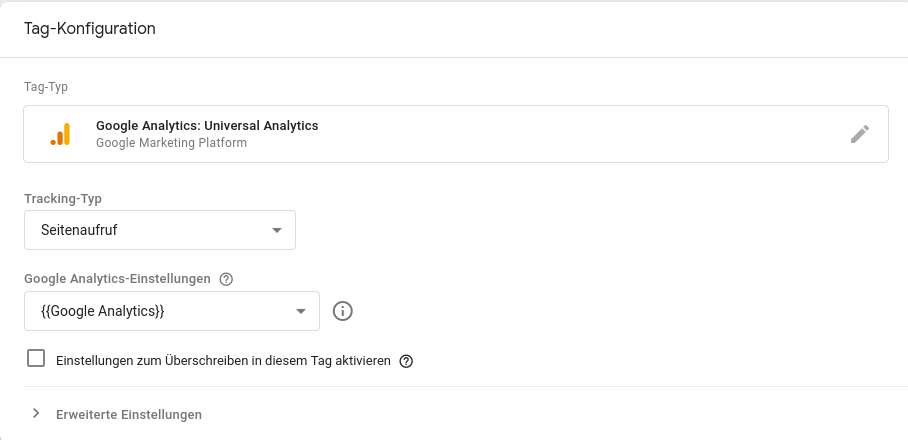 Tag-Konfiguration
Tag-Typ
Google Analytics: Universal Analytics
Google Marketing Platform
Tracking-Typ
Seitenaufruf
Google Analytics-Einstellungen
{{Google Analytics}}
Einstellungen zum Überschreiben in diesem Tag aktivieren
Erweiterte Einstellungen